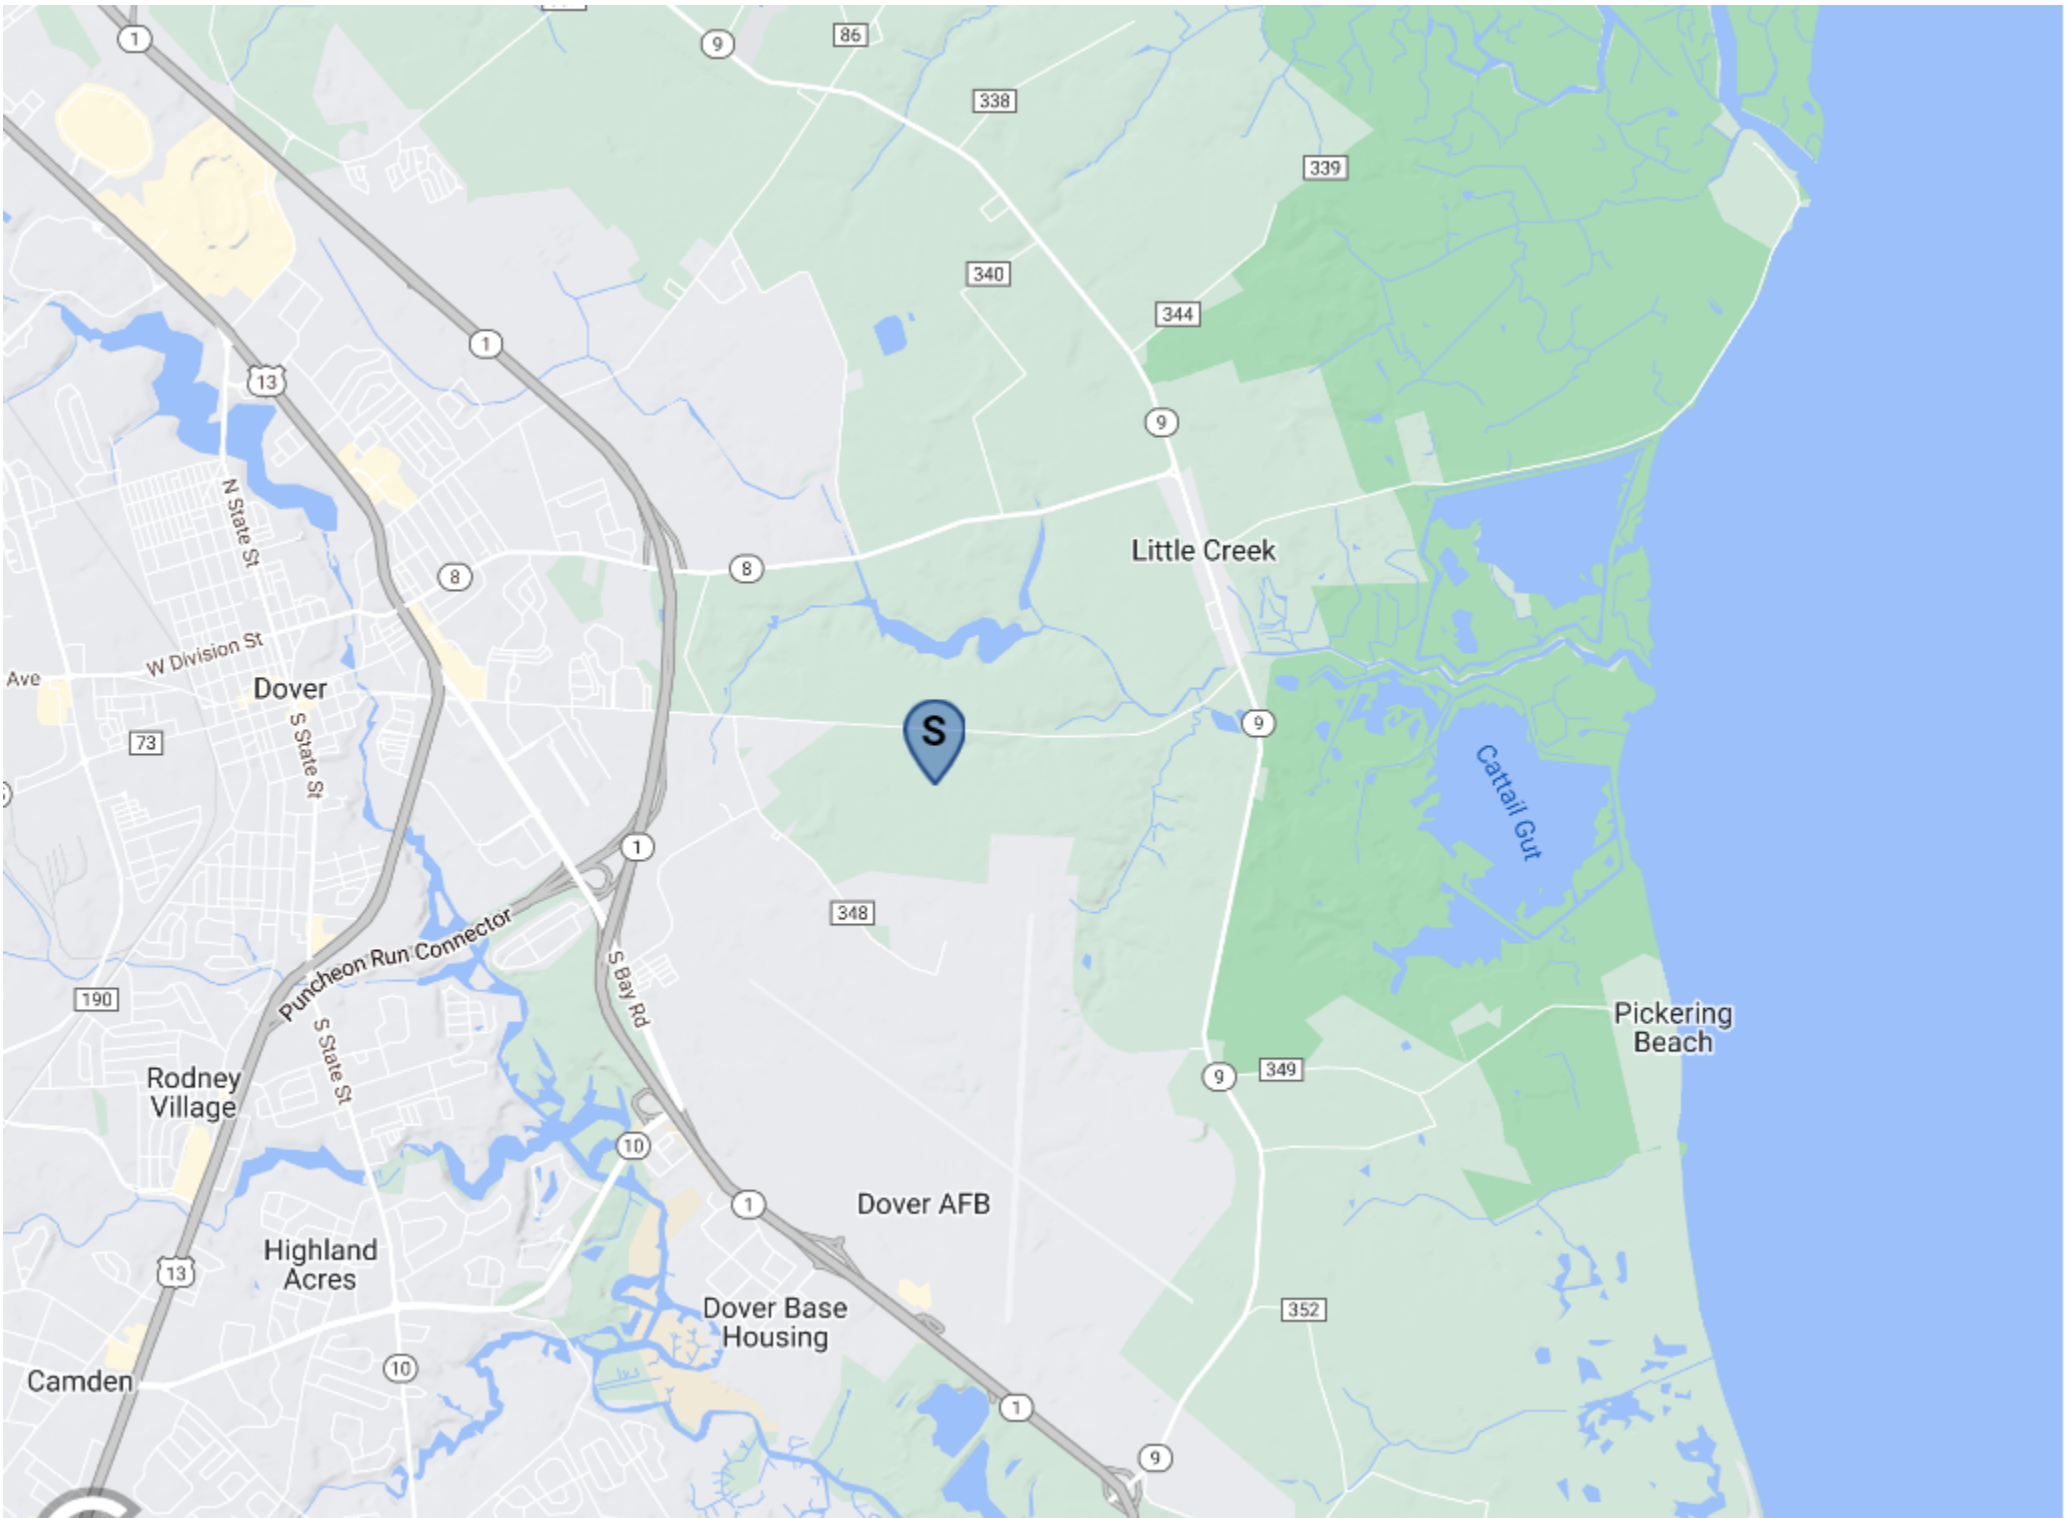 1
9
86
338
339
340
344
1
13
9
N State St
8
8
Little Creek
W Division St
Ave
Dover
S State St
73
S
9
Cattail Gut
1
348
Puncheon Run Connector
S Bay Rd
190
S State St
Pickering
Beach
Rodney
Village
9
349
10
1
Dover AFB
Highland
Acres
13
Dover Base
Housing
352
10
Camden
1
9